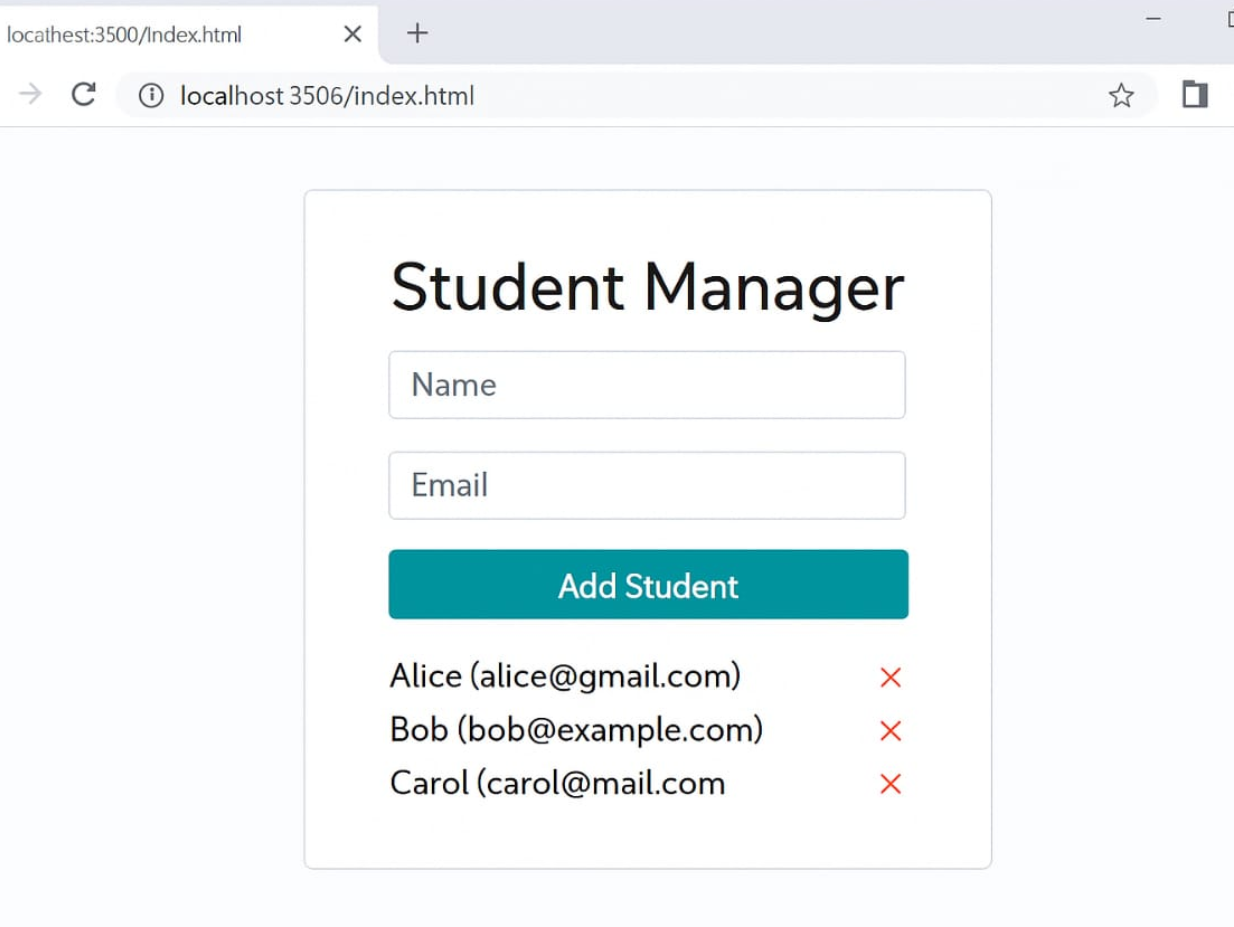 locathest:3500/Index.html
localhost 3506/index.html
Student Manager
Name
Email
Add Student
Alice (alice@gmail.com)
Bob (bob@example.com)
Carol (carol@mail.com